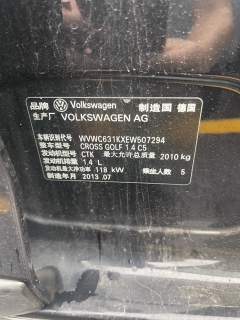 品牌 Volkswagen 制造国 德国
生产厂 VOLKSWAGEN AG
车辆识别代号 WVWC631KXEW507294
整车型号 CROSS GOLF 1.4 C5
发动机型号 CTK 最大允许总质量 2010 kg
发动机排量 1.4 L
发动机最大净功率 118 kW 乘坐人数 5
制造年月 2013.07